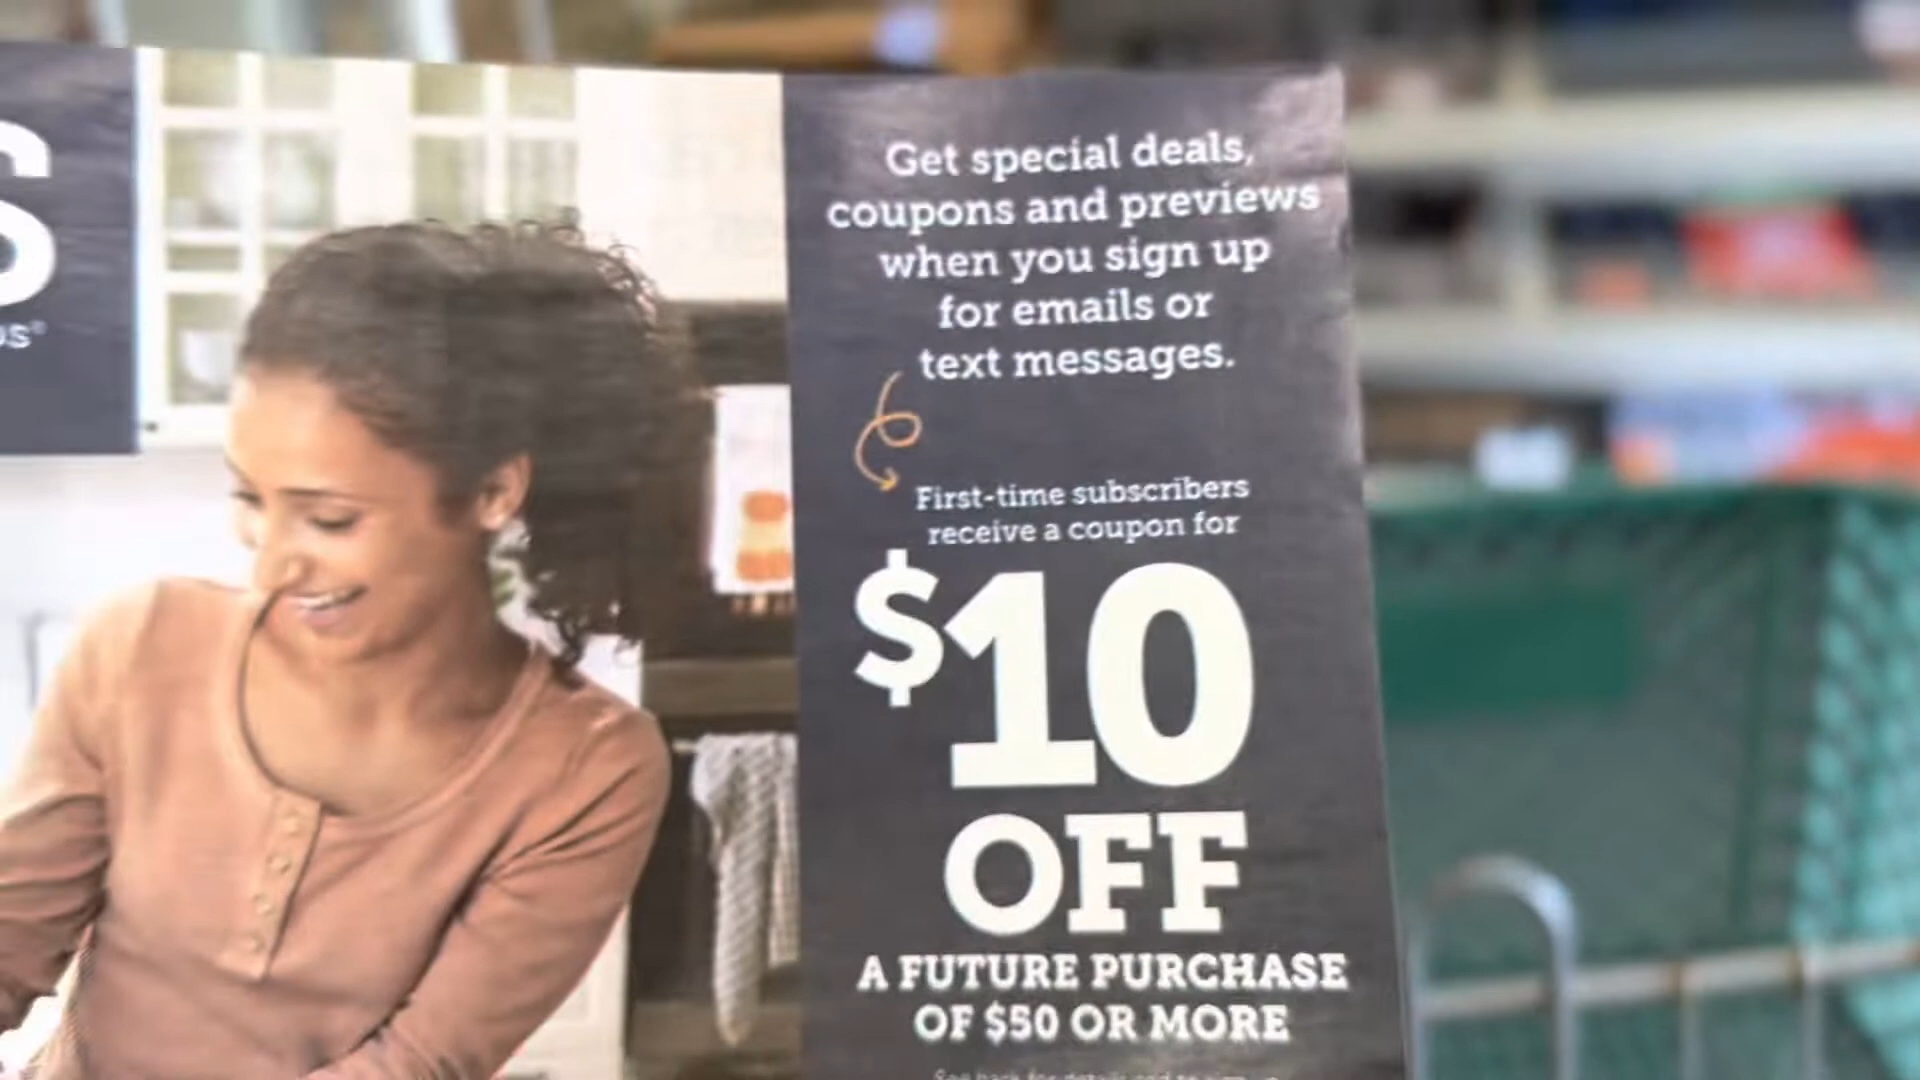 S
Get special deals,
coupons and previews
when you sign up
for emails or
text messages.
First-time subscribers
receive a coupon for
$10
OFF
A FUTURE PURCHASE
OF $50 OR MORE